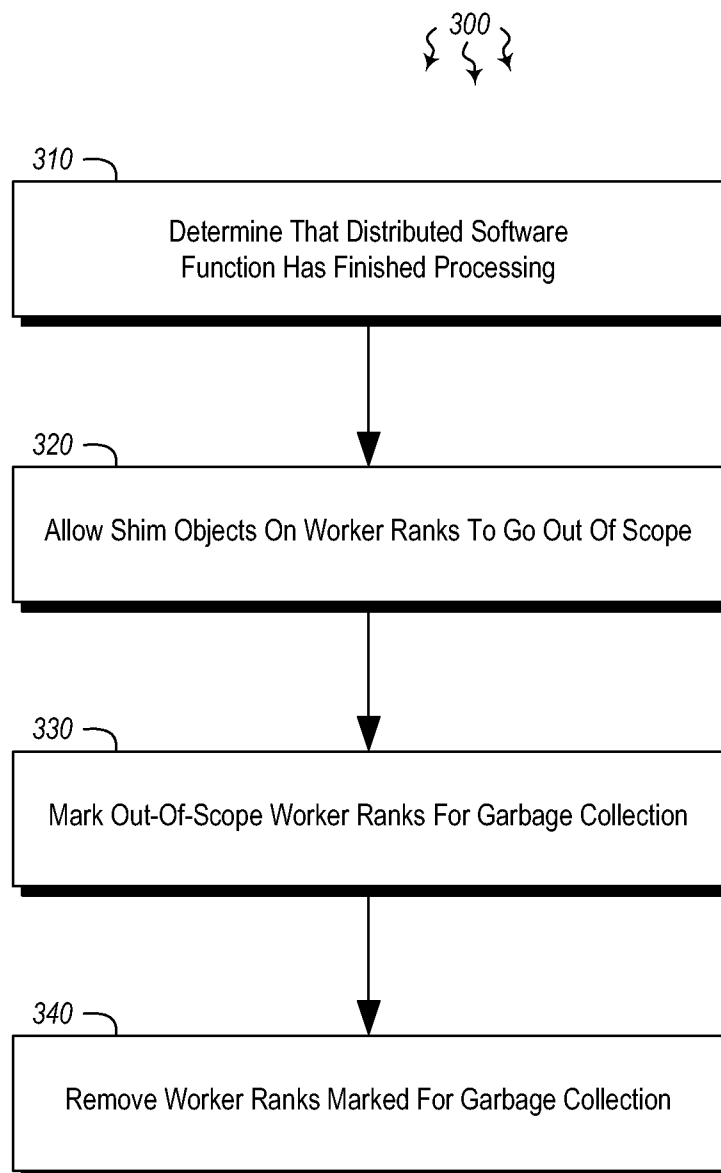 300
310
Determine That Distributed Software
Function Has Finished Processing
320
Allow Shim Objects On Worker Ranks To Go Out Of Scope
330
Mark Out-Of-Scope Worker Ranks For Garbage Collection
340
Remove Worker Ranks Marked For Garbage Collection